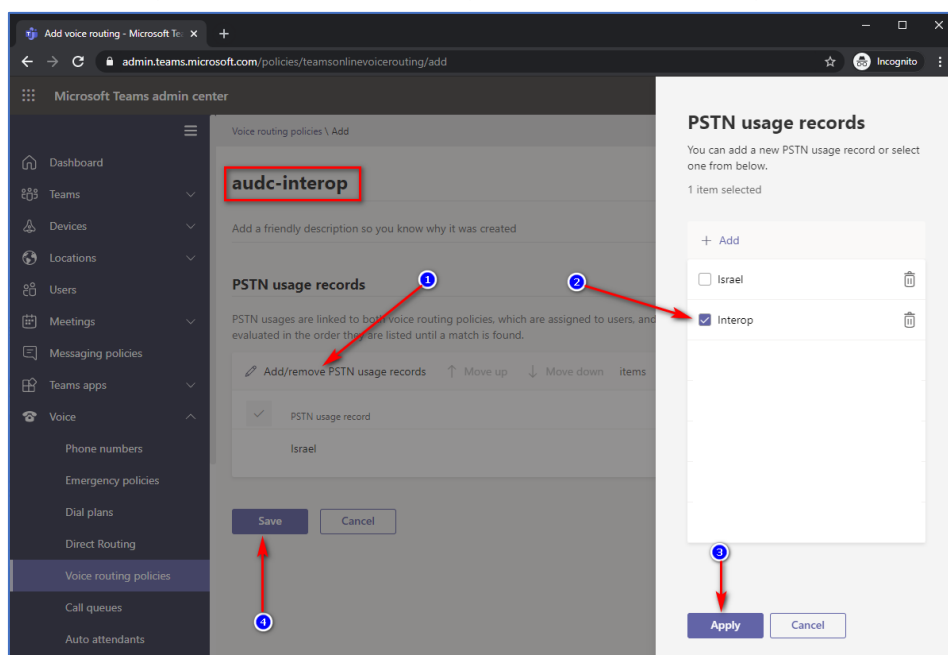 Add voice routing - Microsoft Te
admin.teams.microsoft.com/policies/teamsonlinevoicerouting/add
Incognito
Microsoft Teams admin center
Dashboard
Teams
Devices
Locations
Users
Meetings
Messaging policies
Teams apps
Voice
Phone numbers
Emergency policies
Dial plans
Direct Routing
Voice routing policies
Call queues
Auto attendants
Voice routing policies \ Add
audc-interop
Add a friendly description so you know why it was created
PSTN usage records
1
2
PSTN usages are linked to both voice routing policies, which are assigned to users, and
evaluated in the order they are listed until a match is found.
Add/remove PSTN usage records Move up Move down items
PSTN usage record
Israel
Save Cancel
4
PSTN usage records
You can add a new PSTN usage record or select
one from below.
1 item selected
+ Add
Israel
Interop
3
Apply Cancel